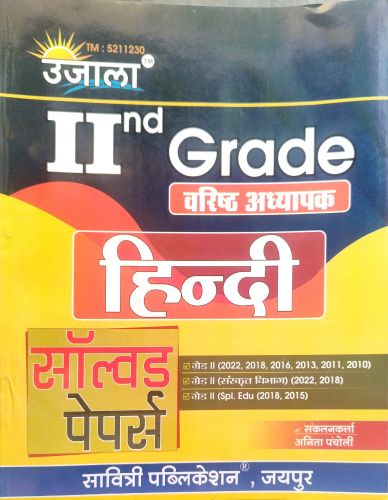 TM : 5211230
उजाला™
IInd Grade
वरिष्ठ अध्यापक
हिन्दी
सॉल्वड
पेपर्स
ग्रेड II (2022, 2018, 2016, 2013, 2011, 2010)
ग्रेड II (संस्कृत विभाग) (2022, 2018)
ग्रेड II (Spl. Edu (2018, 2015)
संकलनकर्त्ता
अनिता पंचोली
सावित्री पब्लिकेशन®, जयपुर